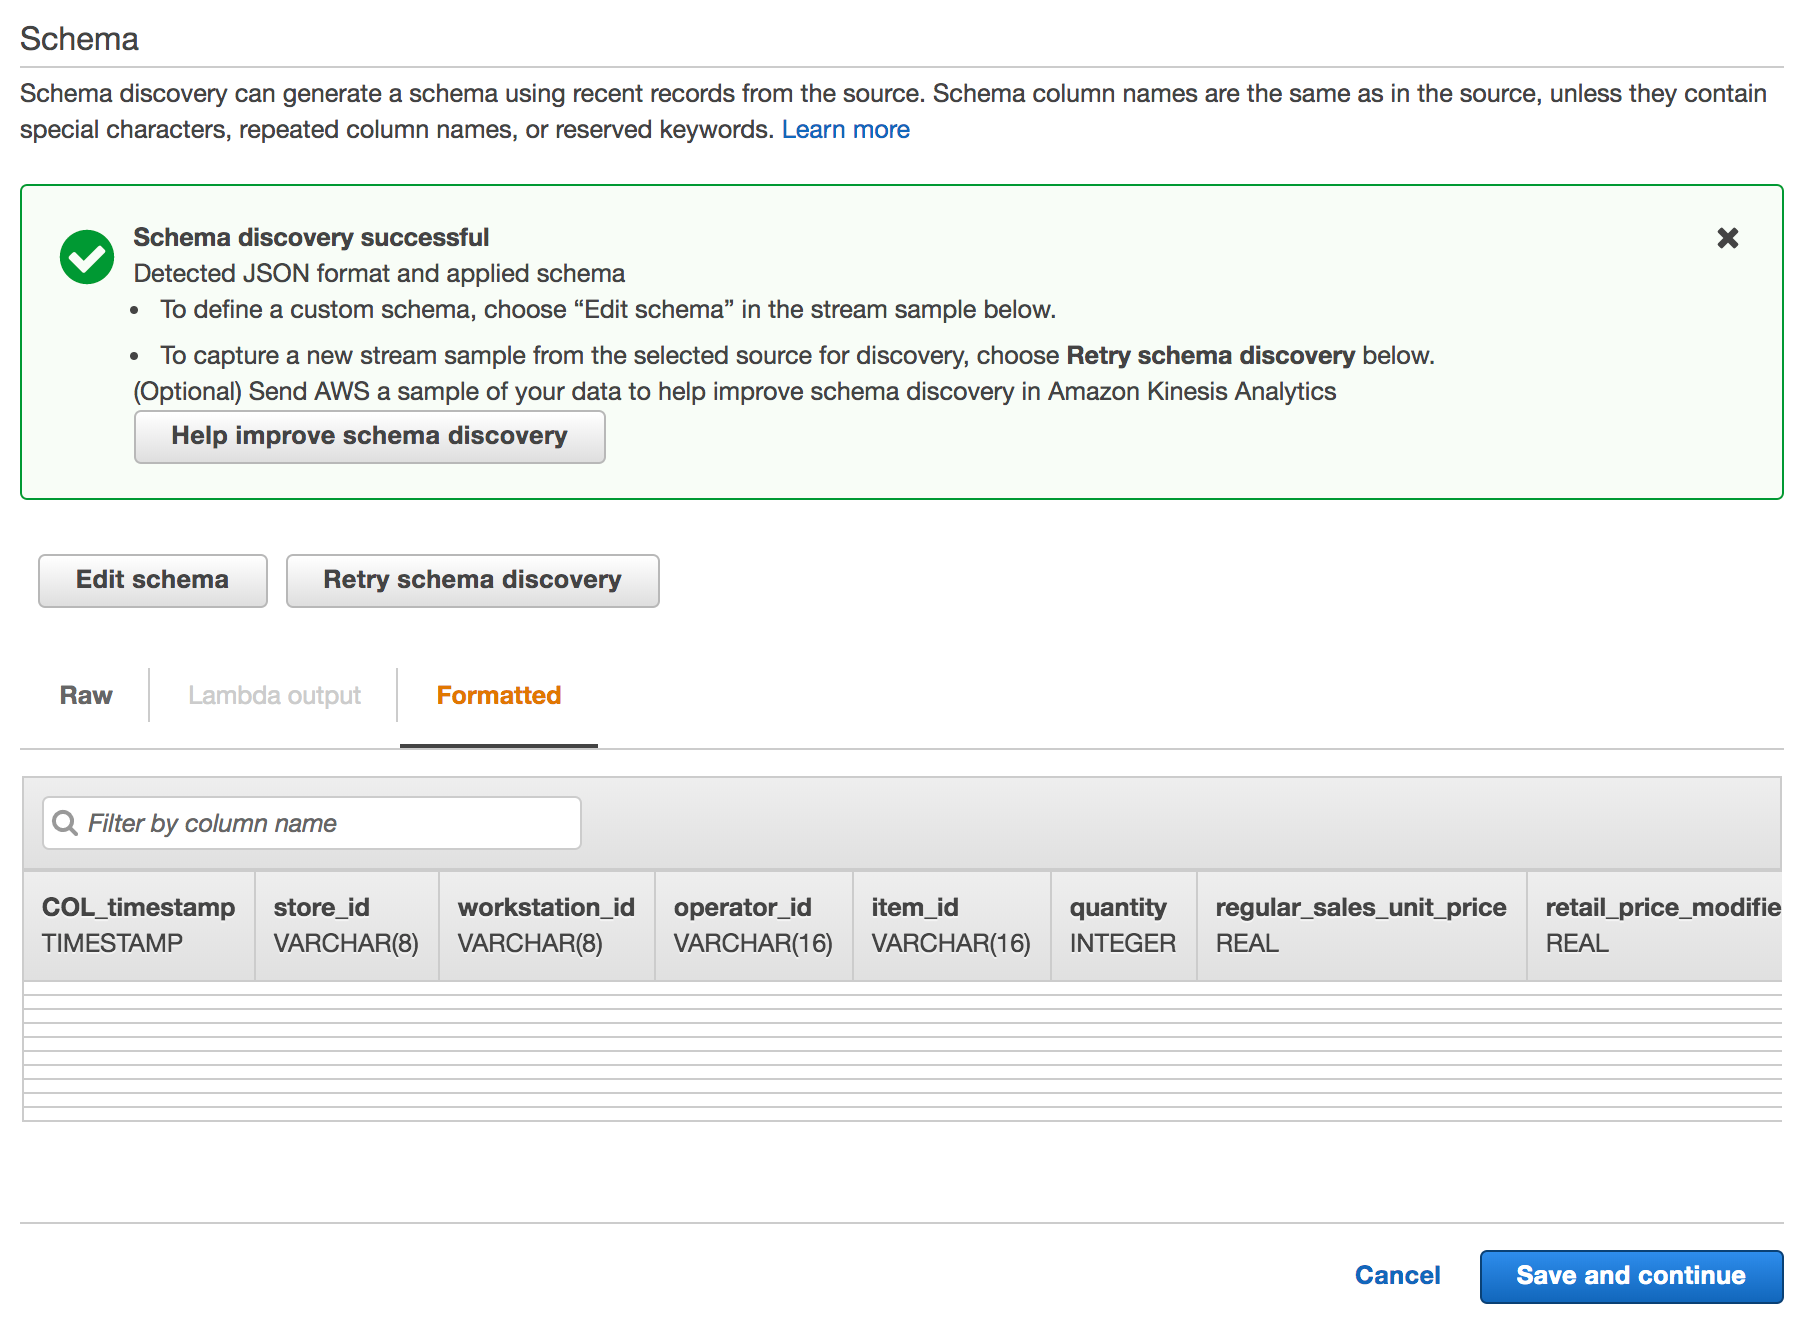 Schema
Schema discovery can generate a schema using recent records from the source. Schema column names are the same as in the source, unless they contain
special characters, repeated column names, or reserved keywords. Learn more
Schema discovery successful
Detected JSON format and applied schema
• To define a custom schema, choose “Edit schema” in the stream sample below.
• To capture a new stream sample from the selected source for discovery, choose Retry schema discovery below.
(Optional) Send AWS a sample of your data to help improve schema discovery in Amazon Kinesis Analytics
Help improve schema discovery
Edit schema Retry schema discovery
Raw Lambda output Formatted
Filter by column name
COL_timestamp store_id workstation_id operator_id item_id quantity regular_sales_unit_price retail_price_modifie
TIMESTAMP VARCHAR(8) VARCHAR(8) VARCHAR(16) VARCHAR(16) INTEGER REAL REAL
Cancel Save and continue